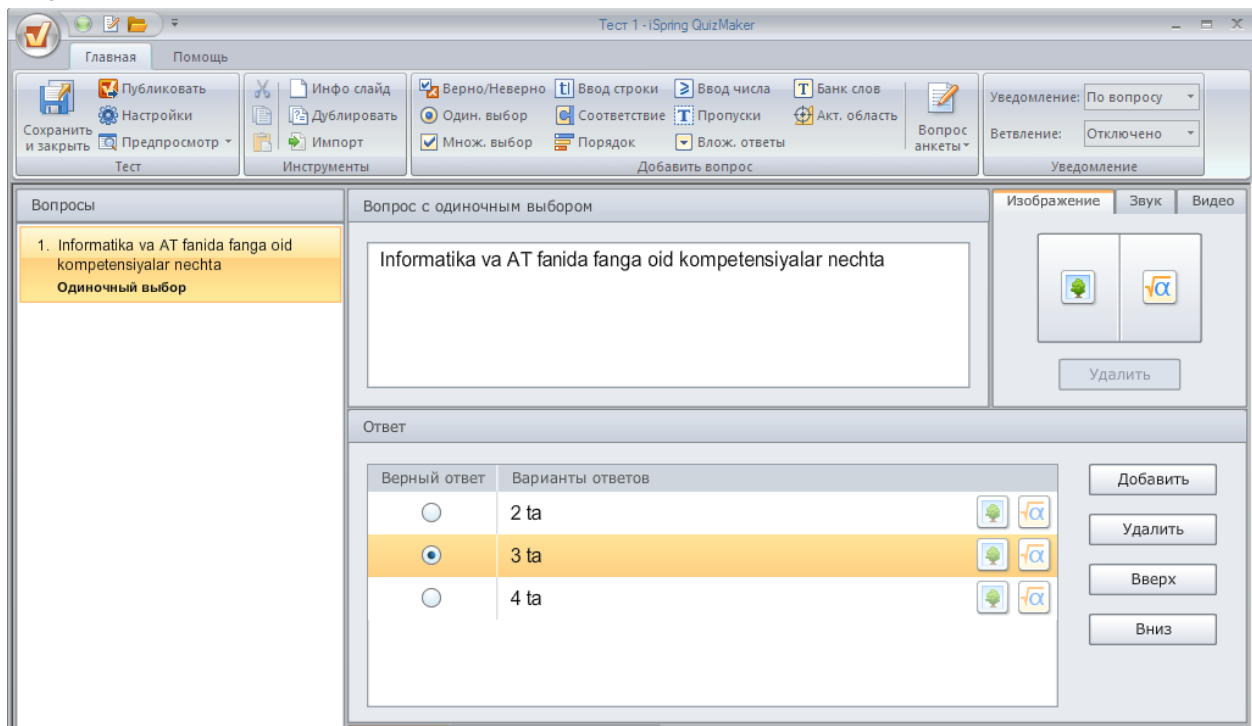 Тест 1 - iSpring QuizMaker
Главная Помощь
Публиковать
Настройки
Предпросмотр
Сохранить
и закрыть
Тест
Инфо слайд
Дублировать
Импорт
Инструменты
Верно/Неверно Ввод строки Ввод числа Банк слов
Один. выбор Соответствие Пропуски Акт. область
Множ. выбор Порядок Влож. ответы
Вопрос
анкеты
Добавить вопрос
Уведомление: По вопросу
Ветвление: Отключено
Уведомление
Вопросы
1. Informatika va AT fanida fanga oid
kompetensiyalar nechta
Одиночный выбор
Вопрос с одиночным выбором
Informatika va AT fanida fanga oid kompetensiyalar nechta
Изображение Звук Видео
Удалить
Ответ
Верный ответ Варианты ответов
2 ta
3 ta
4 ta
Добавить
Удалить
Вверх
Вниз